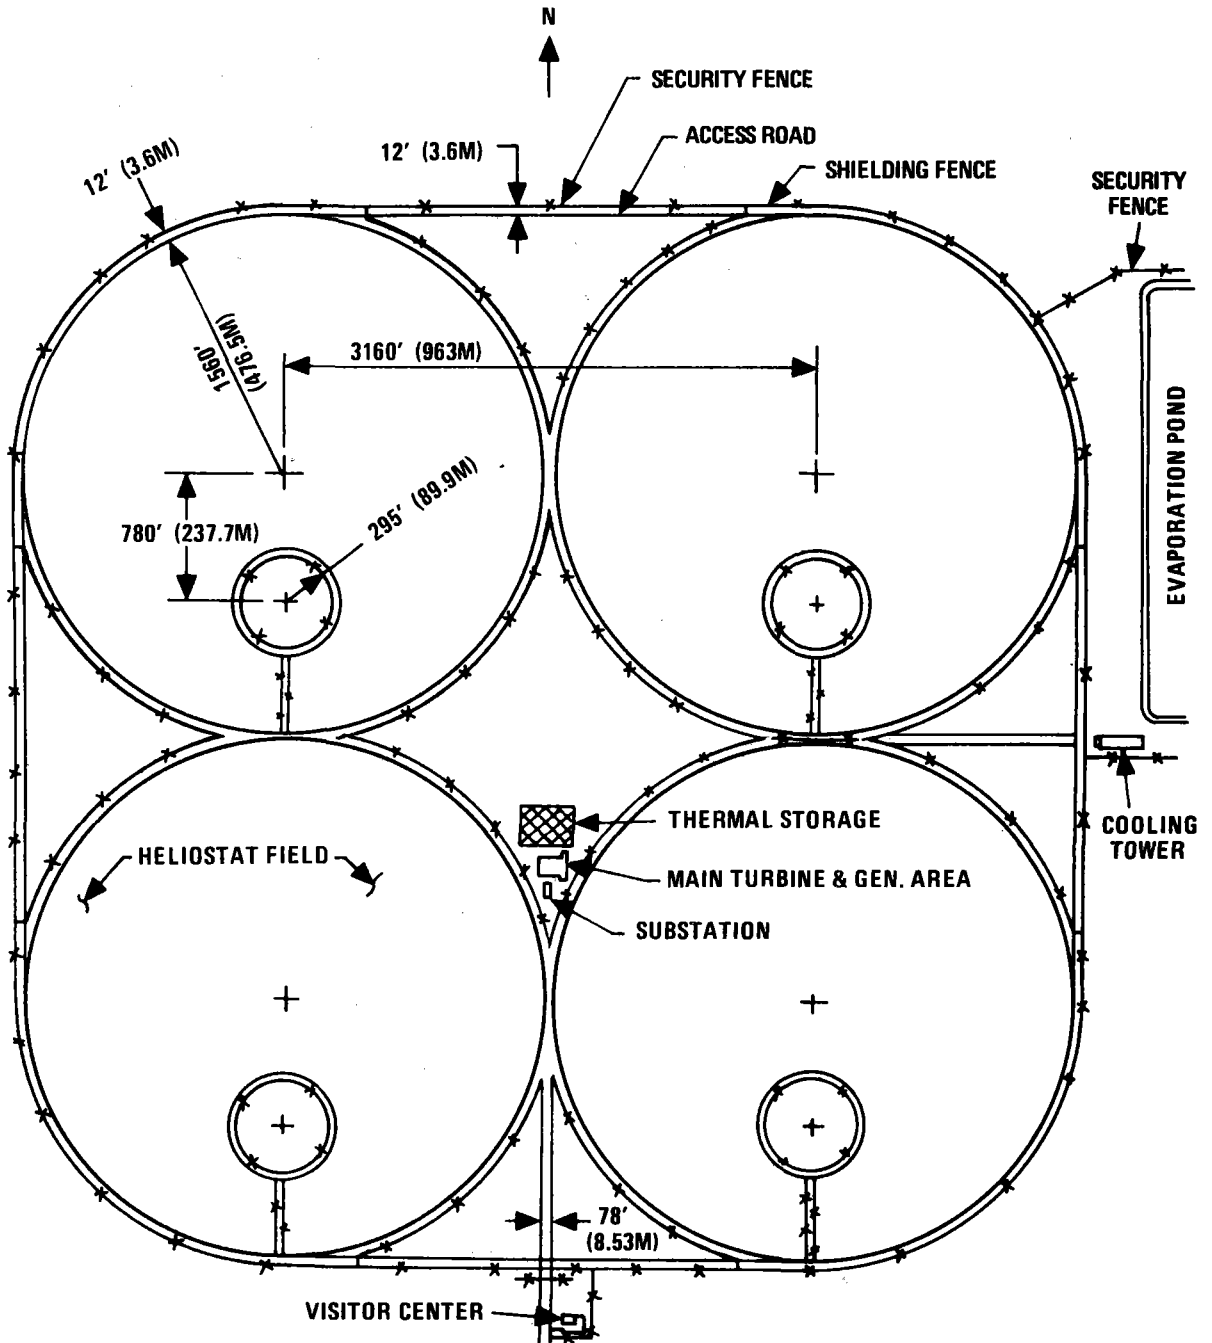 N
SECURITY FENCE
ACCESS ROAD
12' (3.6M)
12' (3.6M)
SHIELDING FENCE
SECURITY
FENCE
1560'
(476.5M)
3160' (963M)
295' (89.9M)
780' (237.7M)
EVAPORATION POND
THERMAL STORAGE
COOLING
TOWER
HELIOSTAT FIELD
MAIN TURBINE & GEN. AREA
SUBSTATION
78'
(8.53M)
VISITOR CENTER